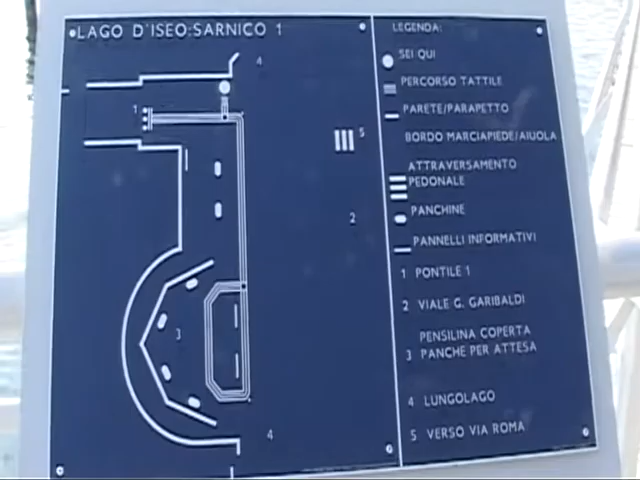 LAGO D'ISEO:SARNICO 1
4
1
5
2
3
4
LEGENDA:
SEI QUI
PERCORSO TATTILE
PARETE/PARAPETTO
BORDO MARCIAPIEDE/AIUOLA
ATTRAVERSAMENTO
PEDONALE
PANCHINE
PANNELLI INFORMATIVI
1 PONTILE 1
2 VIALE G. GARIBALDI
PENSILINA COPERTA
3 PANCHE PER ATTESA
4 LUNGOLAGO
5 VERSO VIA ROMA